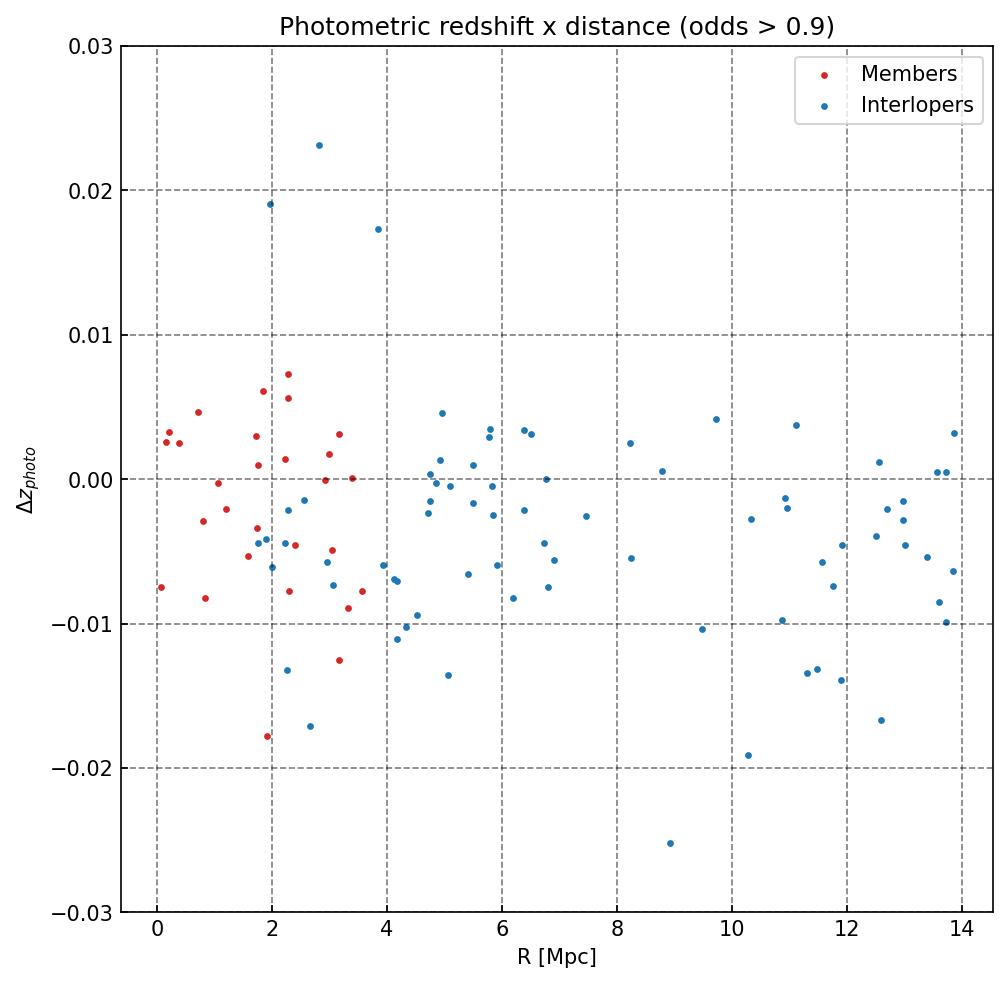 Photometric redshift x distance (odds > 0.9)
Members
Interlopers
0.03
0.02
0.01
0.00
−0.01
−0.02
−0.03
Δz_photo
0 2 4 6 8 10 12 14
R [Mpc]